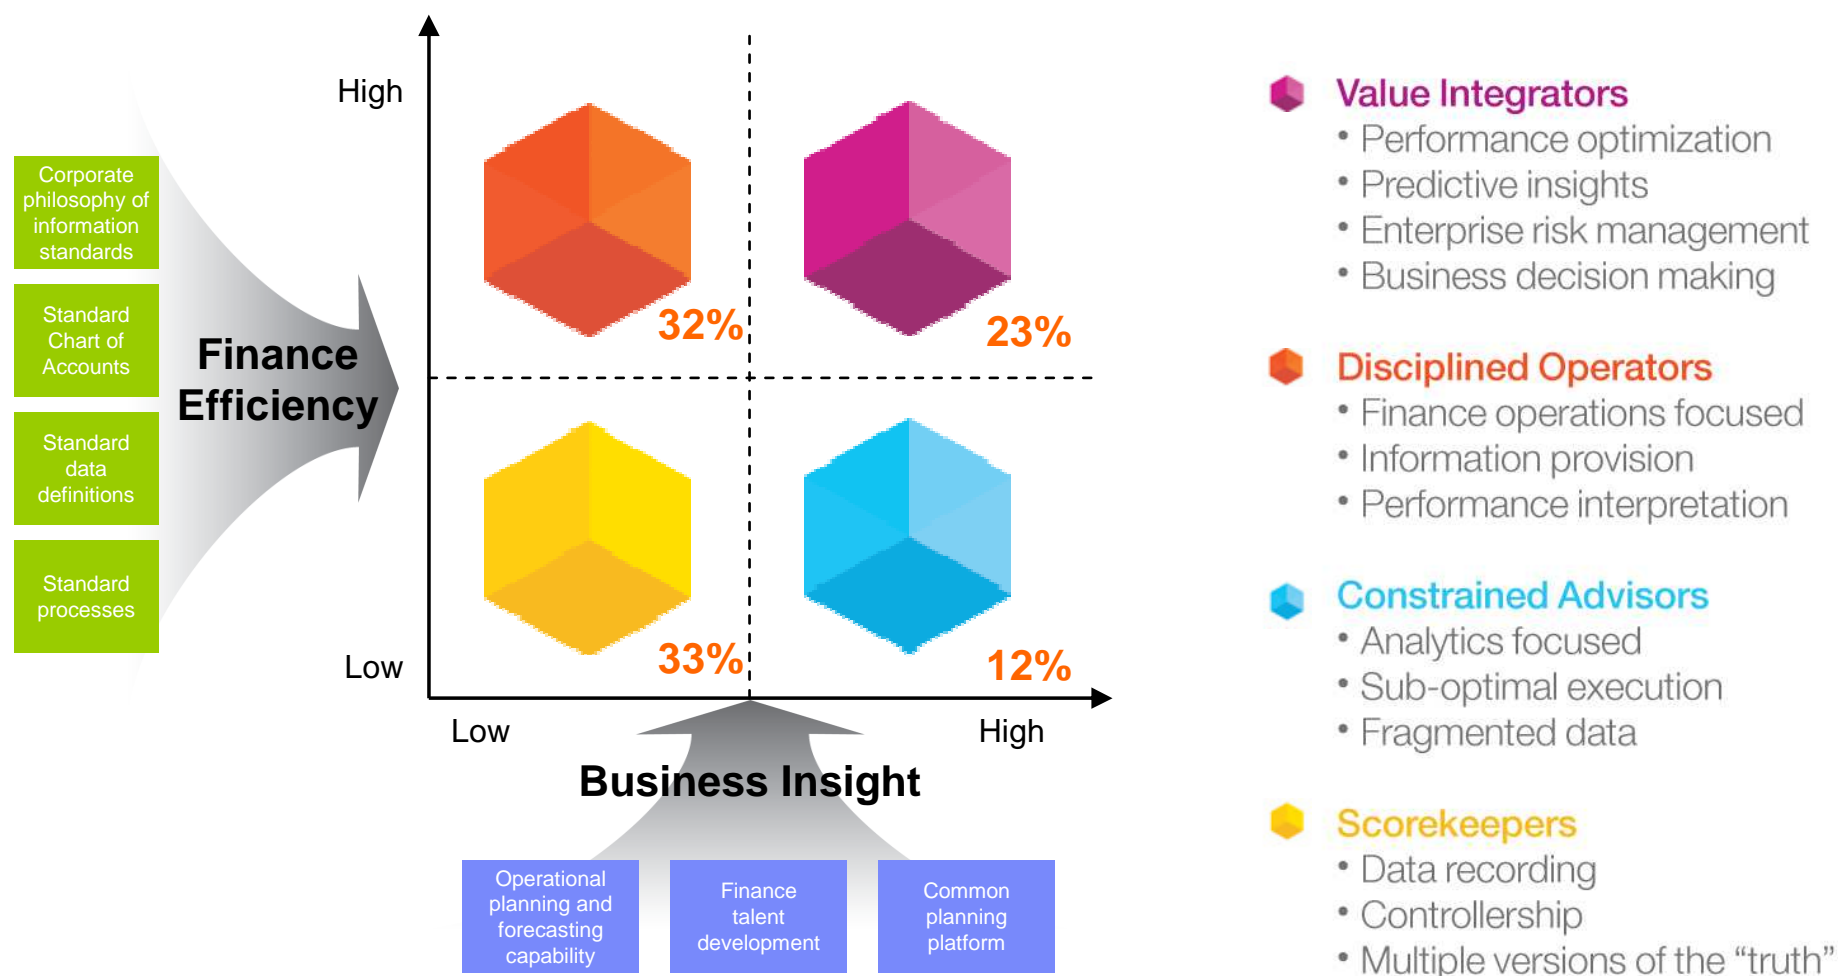 High
Corporate
philosophy of
information
standards
Standard
Chart of
Accounts
Standard
data
definitions
Standard
processes
Finance
Efficiency
32%
23%
33%
12%
Low
Low
High
Business Insight
Operational
planning and
forecasting
capability
Finance
talent
development
Common
planning
platform
Value Integrators
• Performance optimization
• Predictive insights
• Enterprise risk management
• Business decision making
Disciplined Operators
• Finance operations focused
• Information provision
• Performance interpretation
Constrained Advisors
• Analytics focused
• Sub-optimal execution
• Fragmented data
Scorekeepers
• Data recording
• Controllership
• Multiple versions of the “truth”